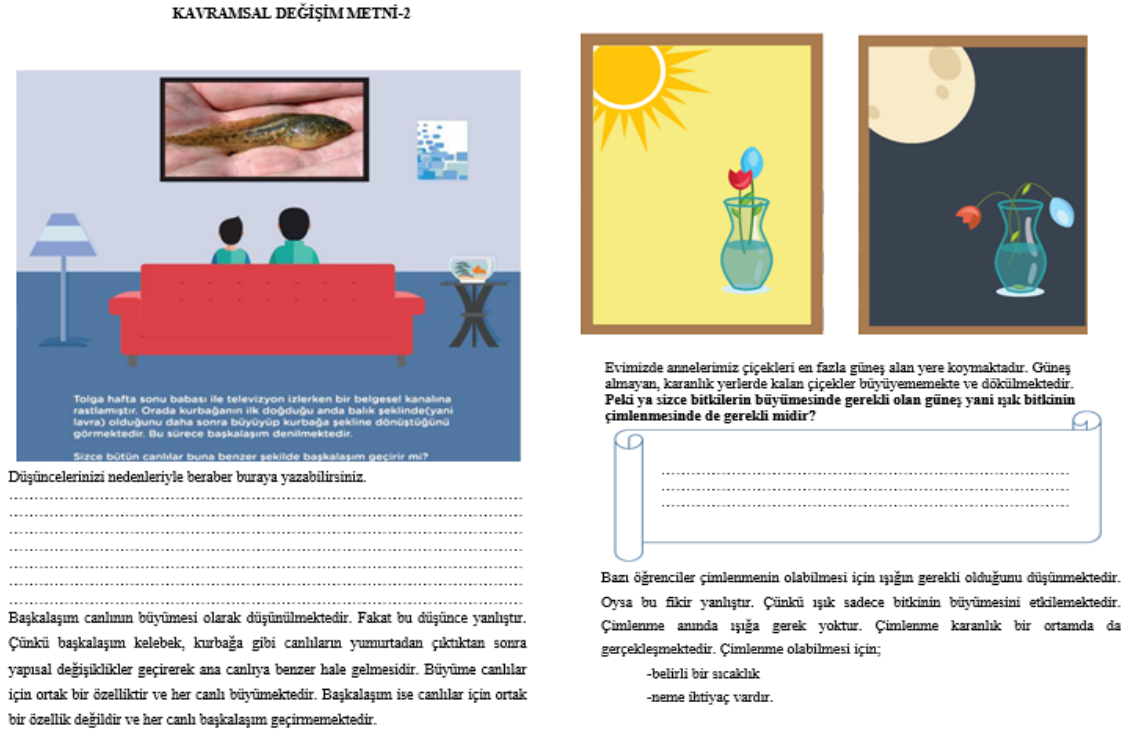 KAVRAMSAL DEĞİŞİM METNİ-2
Tolga hafta sonu babası ile televizyon izlerken bir belgesel kanalına
rastlamıştır. Orada kurbağanın ilk doğduğu anda balık şeklinde(yani
lavra) olduğunu daha sonra büyüyüp kurbağa şekline dönüştüğünü
görmektedir. Bu sürece başkalaşım denilmektedir.
Sizce bütün canlılar buna benzer şekilde başkalaşım geçirir mi?
Düşüncelerinizi nedenleriyle beraber buraya yazabilirsiniz.
Başkalaşım canlının büyümesi olarak düşünülmektedir. Fakat bu düşünce yanlıştır.
Çünkü başkalaşım kelebek, kurbağa gibi canlıların yumurtadan çıktıktan sonra
yapısal değişiklikler geçirerek ana canlıya benzer hale gelmesidir. Büyüme canlılar
için ortak bir özelliktir ve her canlı büyümektedir. Başkalaşım ise canlılar için ortak
bir özellik değildir ve her canlı başkalaşım geçirmemektedir.
Evimizde annelerimiz çiçekleri en fazla güneş alan yere koymaktadır. Güneş
almayan, karanlık yerlerde kalan çiçekler büyüyememekte ve dökülmektedir.
Peki ya sizce bitkilerin büyümesinde gerekli olan güneş yani ışık bitkinin
çimlenmesinde de gerekli midir?
Bazı öğrenciler çimlenmenin olabilmesi için ışığın gerekli olduğunu düşünmektedir.
Oysa bu fikir yanlıştır. Çünkü ışık sadece bitkinin büyümesini etkilemektedir.
Çimlenme anında ışığa gerek yoktur. Çimlenme karanlık bir ortamda da
gerçekleşmektedir. Çimlenme olabilmesi için;
-belirli bir sıcaklık
-neme ihtiyaç vardır.